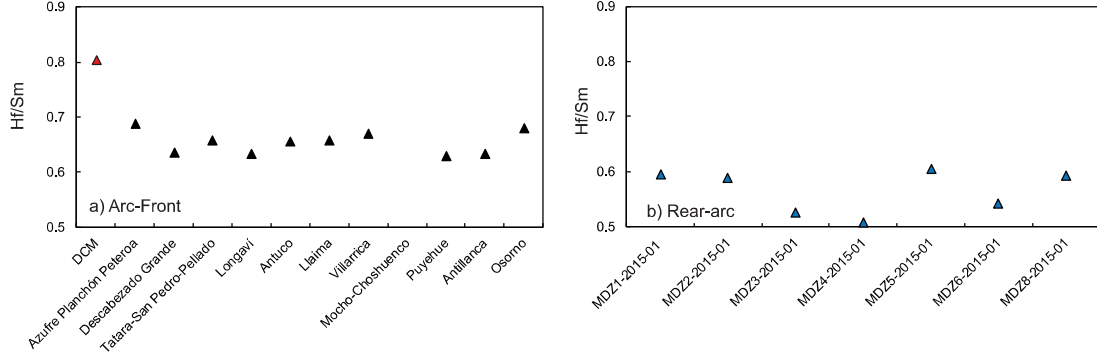 0.9
0.8
0.7
0.6
0.5
Hf/Sm
a) Arc-Front
DCM
Azufre Planchón Peteroa
Descabezado Grande
Tatara-San Pedro-Pellado
Longaví
Antuco
Llaima
Villarrica
Mocho-Choshuenco
Puyehue
Antillanca
Osorno
0.9
0.8
0.7
0.6
0.5
Hf/Sm
b) Rear-arc
MDZ1-2015-01
MDZ2-2015-01
MDZ3-2015-01
MDZ4-2015-01
MDZ5-2015-01
MDZ6-2015-01
MDZ8-2015-01